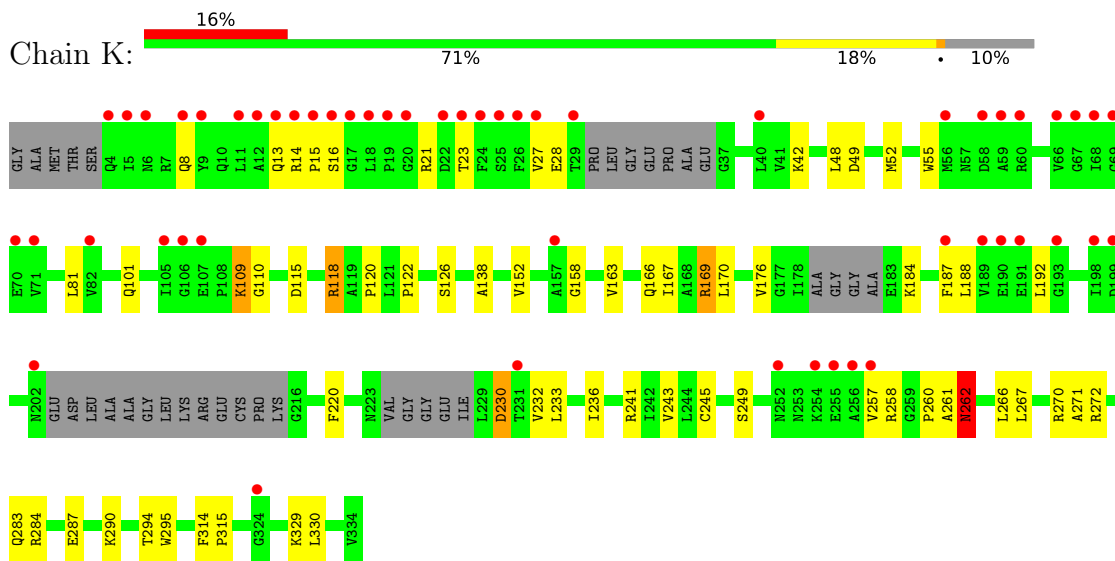 16%
Chain K:
71% 18% • 10%
GLY ALA MET THR SER Q4 I5 N6 R7 Q8 Y9 Q10 L11 A12 Q13 R14 P15 S16 G17 L18 P19 G20 R21 D22 T23 F24 S25 F26 V27 E28 T29 PRO LEU GLY GLU PRO ALA GLU G37 L40 V41 K42 L48 D49 M52 W55 M56 N57 D58 A59 R60 V66 G67 I68 G69
E70 V71 L81 V82 Q101 I105 G106 E107 P108 K109 G110 D115 R118 A119 P120 L121 P122 S126 A138 V152 A157 G158 V163 Q166 I167 A168 R169 L170 V176 G177 I178 ALA GLY GLY ALA E183 K184 F187 L188 V189 E190 E191 L192 G193 I198 D199
N202 GLU ASP LEU ALA ALA GLY LEU LYS ARG GLU CYS PRO LYS G216 F220 N223 VAL GLY GLY GLU ILE L229 D230 T231 V232 L233 I236 R241 I242 V243 L244 C245 S249 N252 N253 K254 E255 A256 V257 R258 G259 P260 A261 N262 L266 L267 R270 A271 R272
Q283 R284 E287 K290 T294 W295 F314 P315 G324 K329 L330 V334